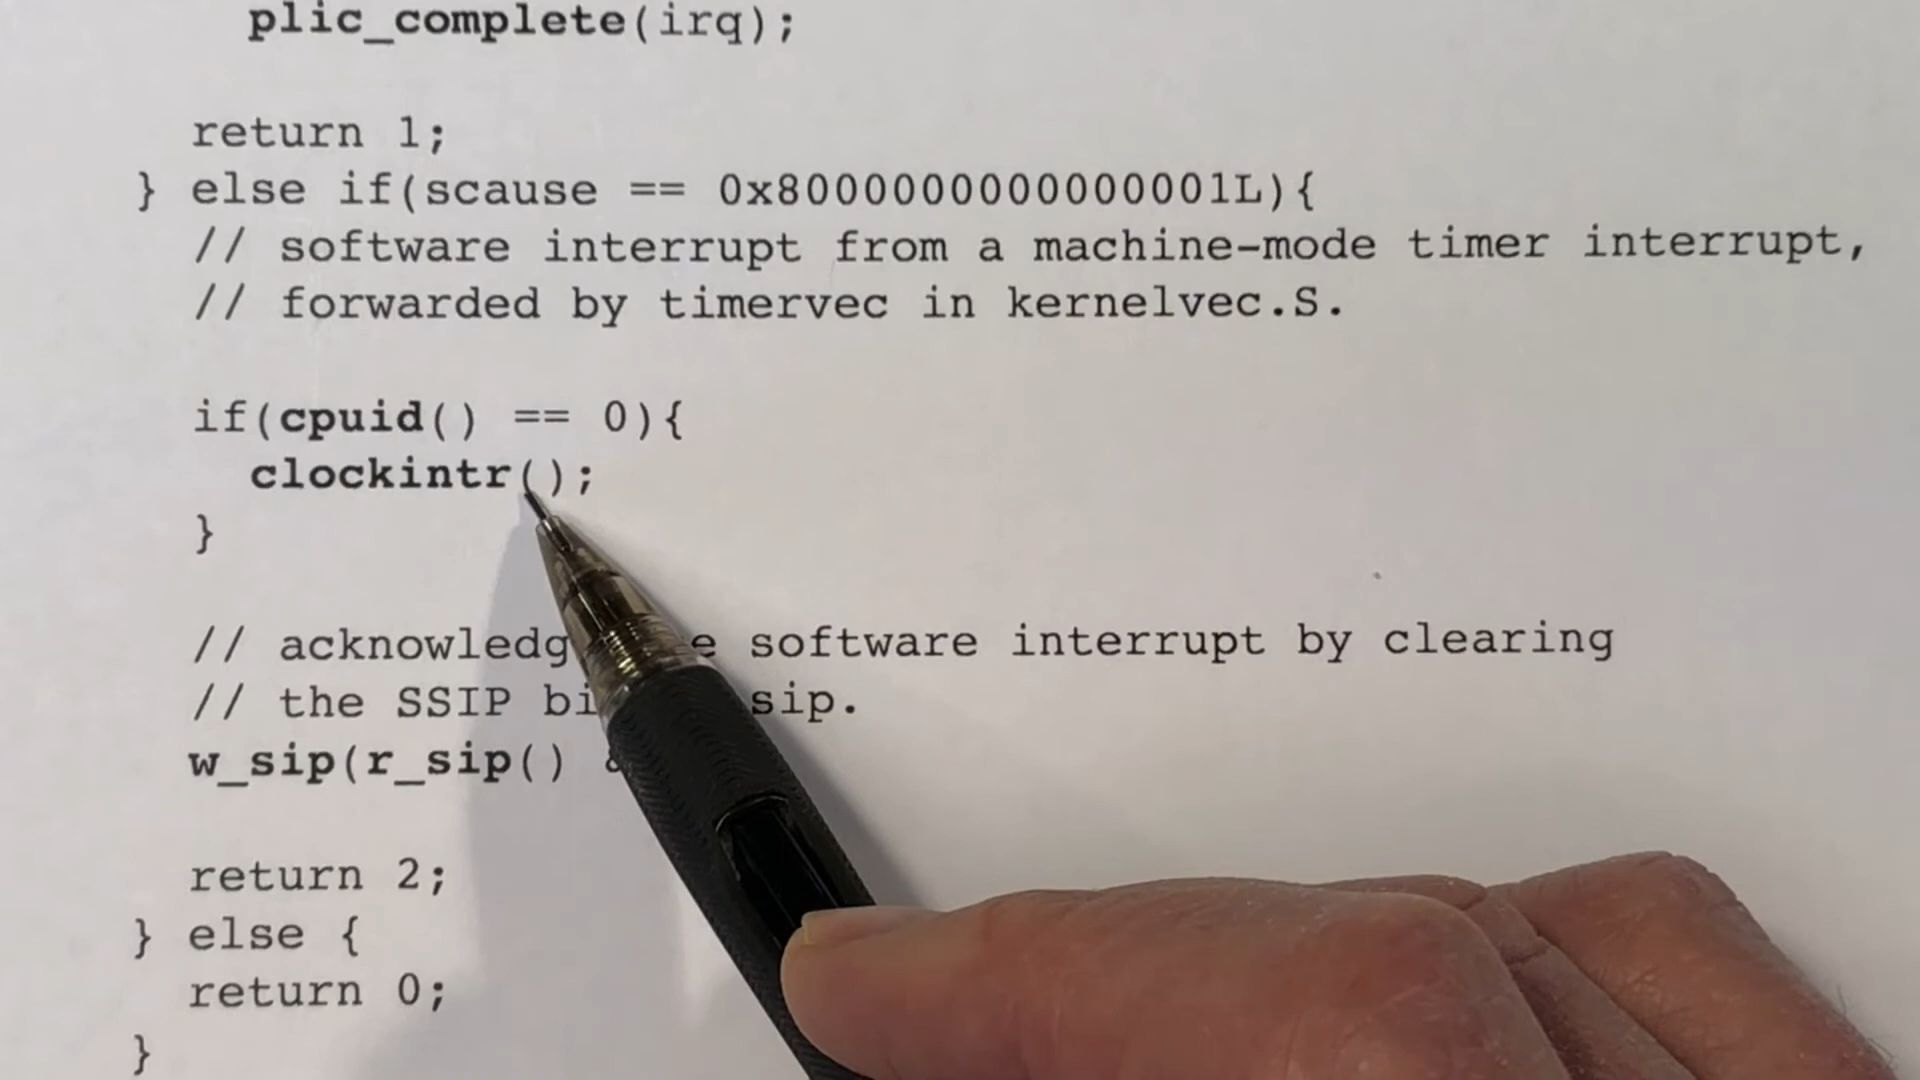 plic_complete(irq);
return 1;
} else if(scause == 0x8000000000000001L){
// software interrupt from a machine-mode timer interrupt,
// forwarded by timervec in kernelvec.S.
if(cpuid() == 0){
clockintr();
}
// acknowledg e software interrupt by clearing
// the SSIP bi sip.
w_sip(r_sip()
return 2;
} else {
return 0;
}